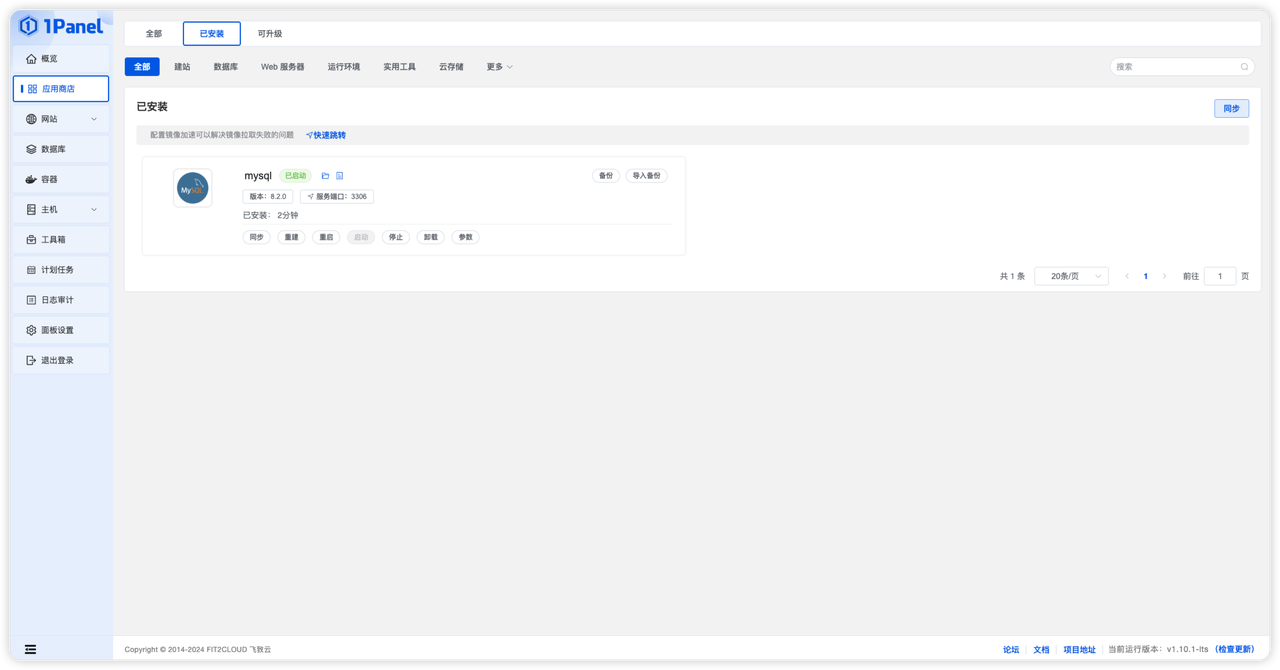 1Panel
概览
应用商店
网站
数据库
容器
主机
工具箱
计划任务
日志审计
面板设置
退出登录
全部 已安装 可升级
全部 建站 数据库 Web 服务器 运行环境 实用工具 云存储 更多 搜索
已安装 同步
配置镜像加速可以解决镜像拉取失败的问题 快速跳转
MySQL
mysql 已启动 备份 导入备份
版本：8.2.0 服务端口：3306
已安装： 2分钟
同步 重建 重启 启动 停止 卸载 参数
共 1 条 20条/页 1 前往 1 页
Copyright © 2014-2024 FIT2CLOUD 飞致云 论坛 文档 项目地址 当前运行版本：v1.10.1-lts (检查更新)